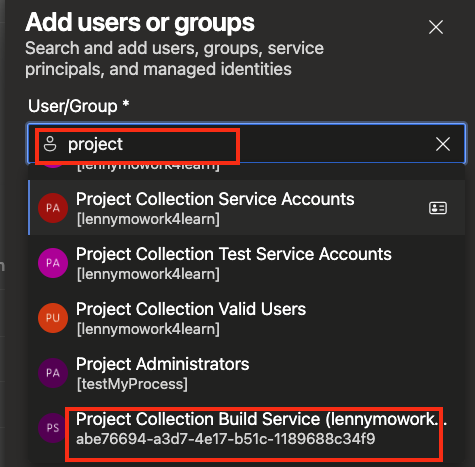 Add users or groups
Search and add users, groups, service
principals, and managed identities
User/Group *
project
[lennymowork4learn]
PA Project Collection Service Accounts
[lennymowork4learn]
PA Project Collection Test Service Accounts
[lennymowork4learn]
PU Project Collection Valid Users
[lennymowork4learn]
PA Project Administrators
[testMyProcess]
PS Project Collection Build Service (lennymowork...
abe76694-a3d7-4e17-b51c-1189688c34f9